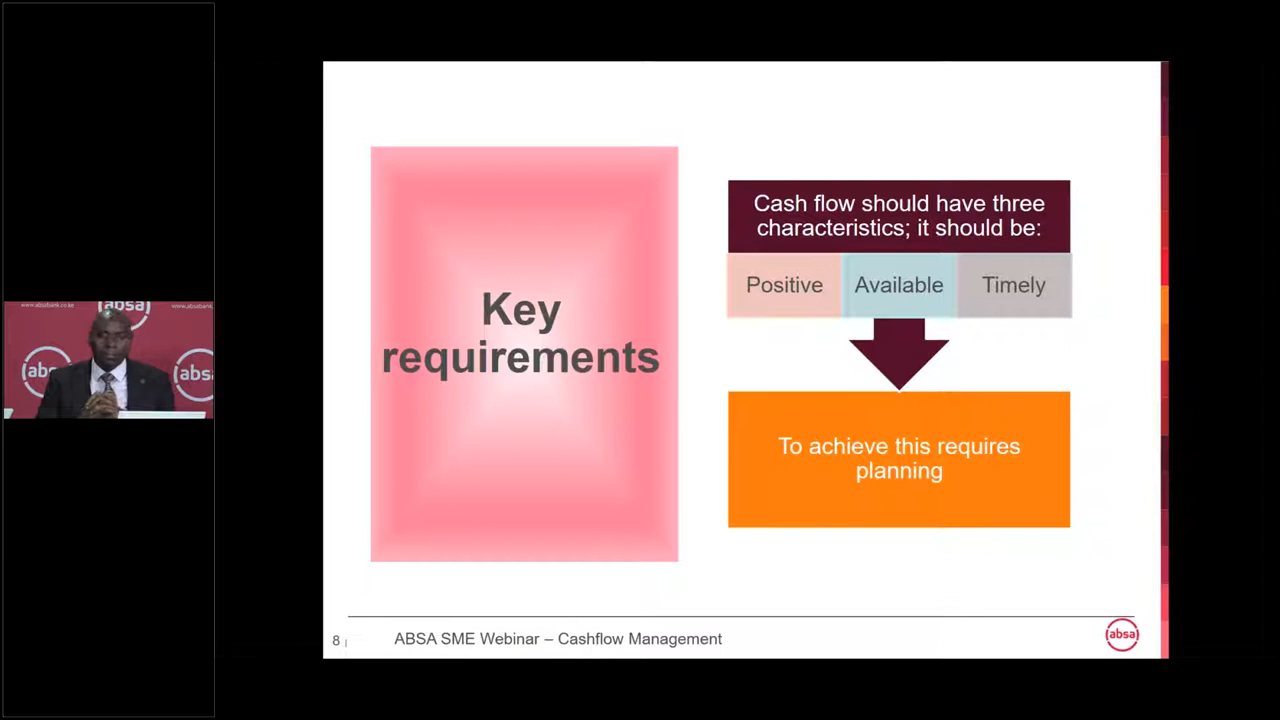 Key
requirements
Cash flow should have three
characteristics; it should be:
Positive
Available
Timely
To achieve this requires
planning
8 |
ABSA SME Webinar – Cashflow Management
absa
absa
abs
absa